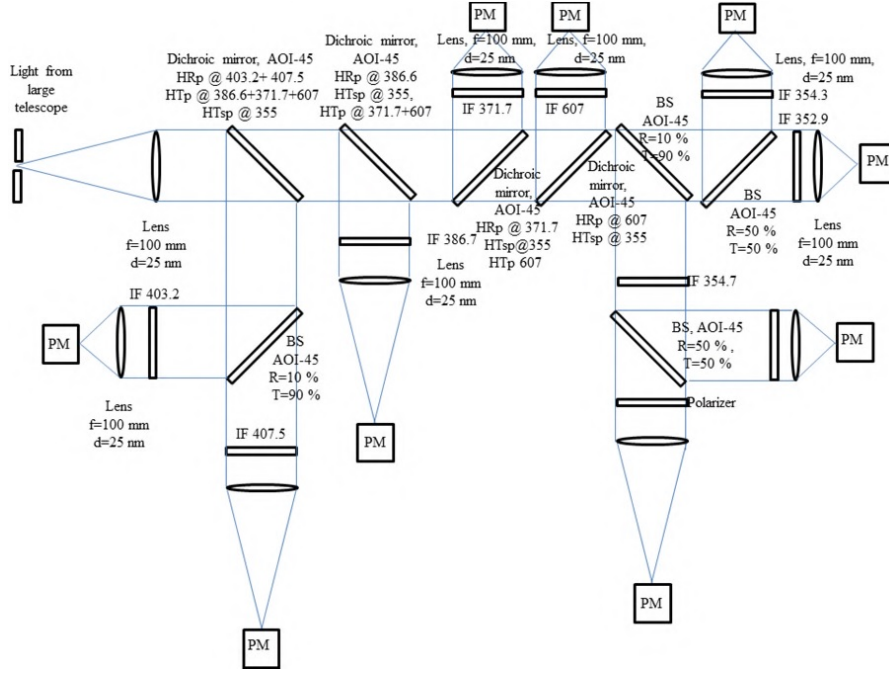 PM
PM
PM
Light from
large
telescope
Dichroic mirror, AOI-45
HRp @ 403.2+ 407.5
HTp @ 386.6+371.7+607
HTsp @ 355
Dichroic mirror,
AOI-45
HRp @ 386.6
HTsp @ 355,
HTp @ 371.7+607
Lens, f=100 mm,
d=25 nm
Lens, f=100 mm,
d=25 nm
Lens, f=100 mm,
d=25 nm
IF 371.7
IF 607
BS
AOI-45
R=10 %
T=90 %
IF 354.3
IF 352.9
PM
Dichroic
mirror,
AOI-45
HRp @ 371.7
HTsp@355
HTp 607
Dichroic
mirror,
AOI-45
HRp @ 607
HTsp @ 355
BS
AOI-45
R=50 %
T=50 %
Lens
f=100 mm
d=25 nm
Lens
f=100 mm
d=25 nm
IF 386.7
Lens
f=100 mm
d=25 nm
IF 403.2
IF 354.7
PM
BS
AOI-45
R=10 %
T=90 %
BS, AOI-45
R=50 % ,
T=50 %
PM
Lens
f=100 mm
d=25 nm
Polarizer
IF 407.5
PM
PM
PM